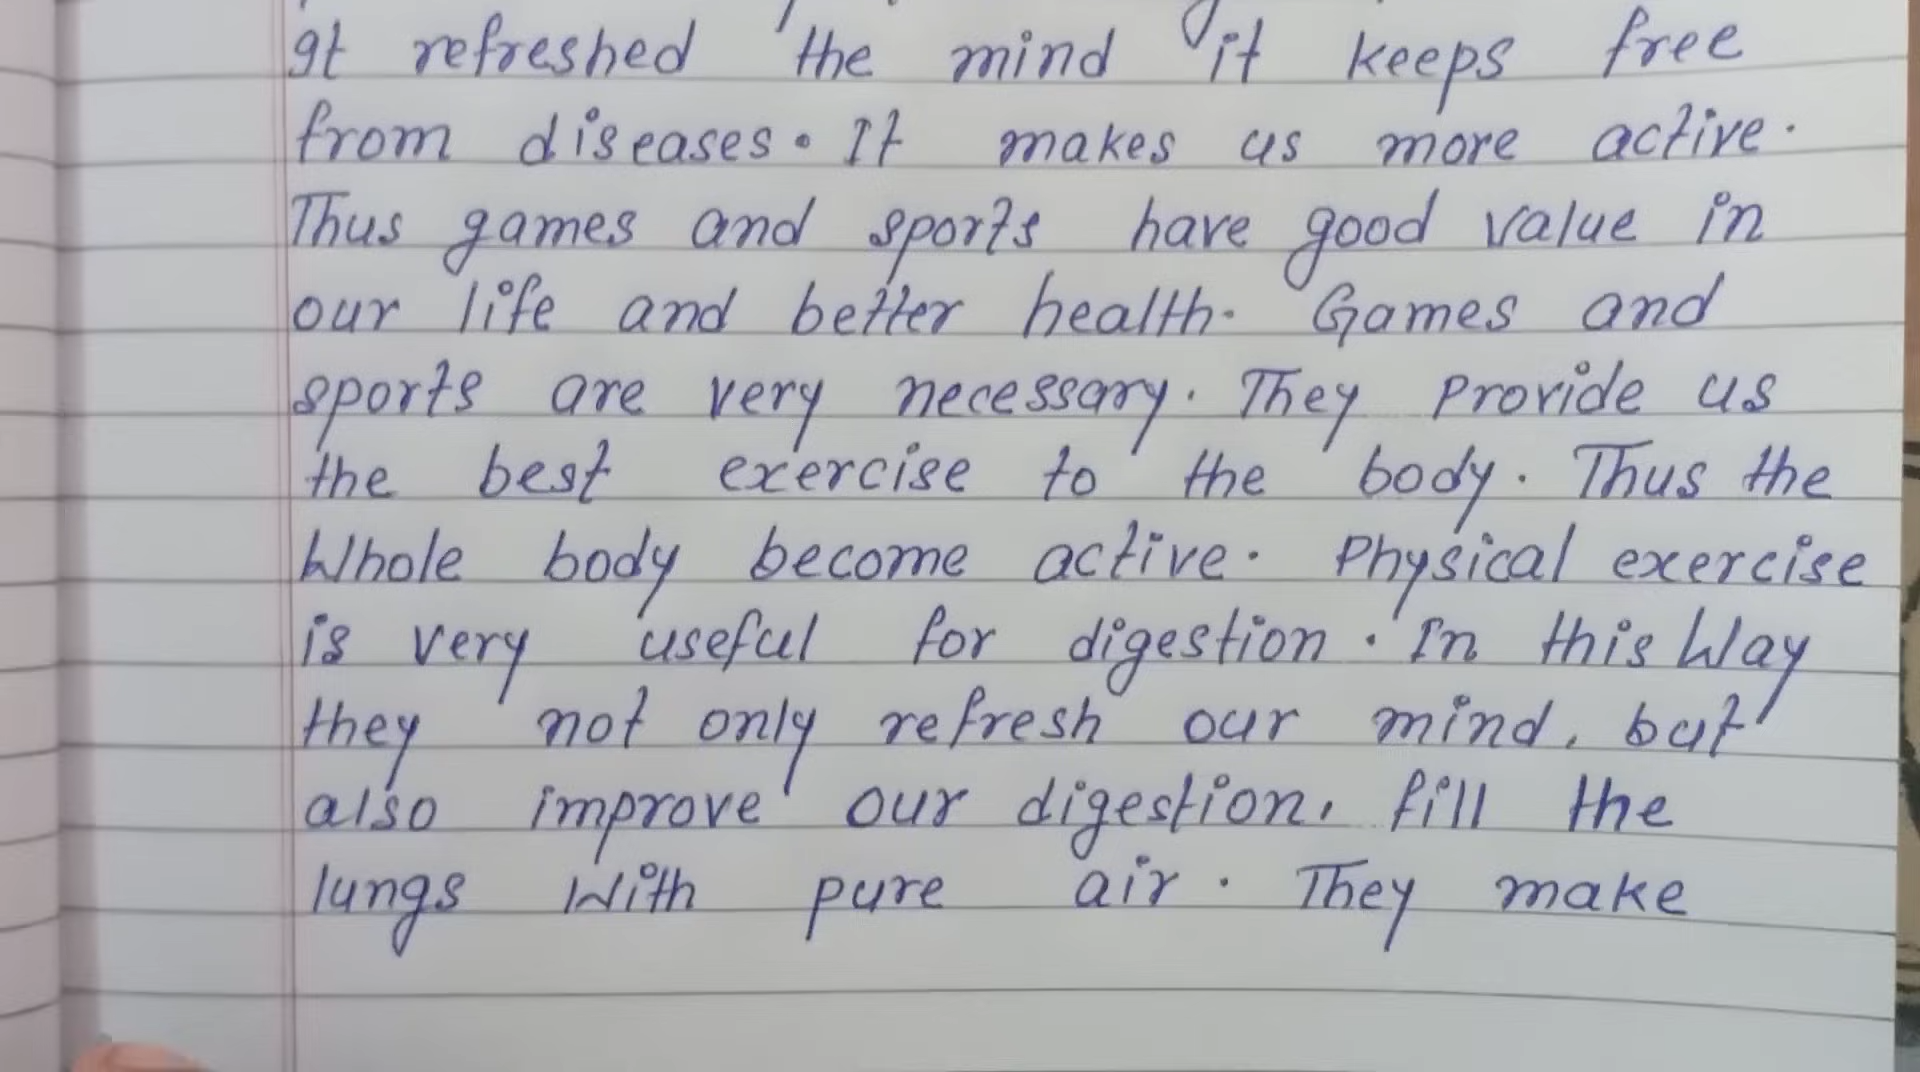 It refreshed the mind it keeps free
from diseases. It makes us more active.
Thus games and sports have good value in
our life and better health. Games and
sports are very necessary. They provide us
the best exercise to the body. Thus the
Whole body become active. Physical exercise
is very useful for digestion. In this Way
they not only refresh our mind, but
also improve our digestion, fill the
lungs With pure air. They make